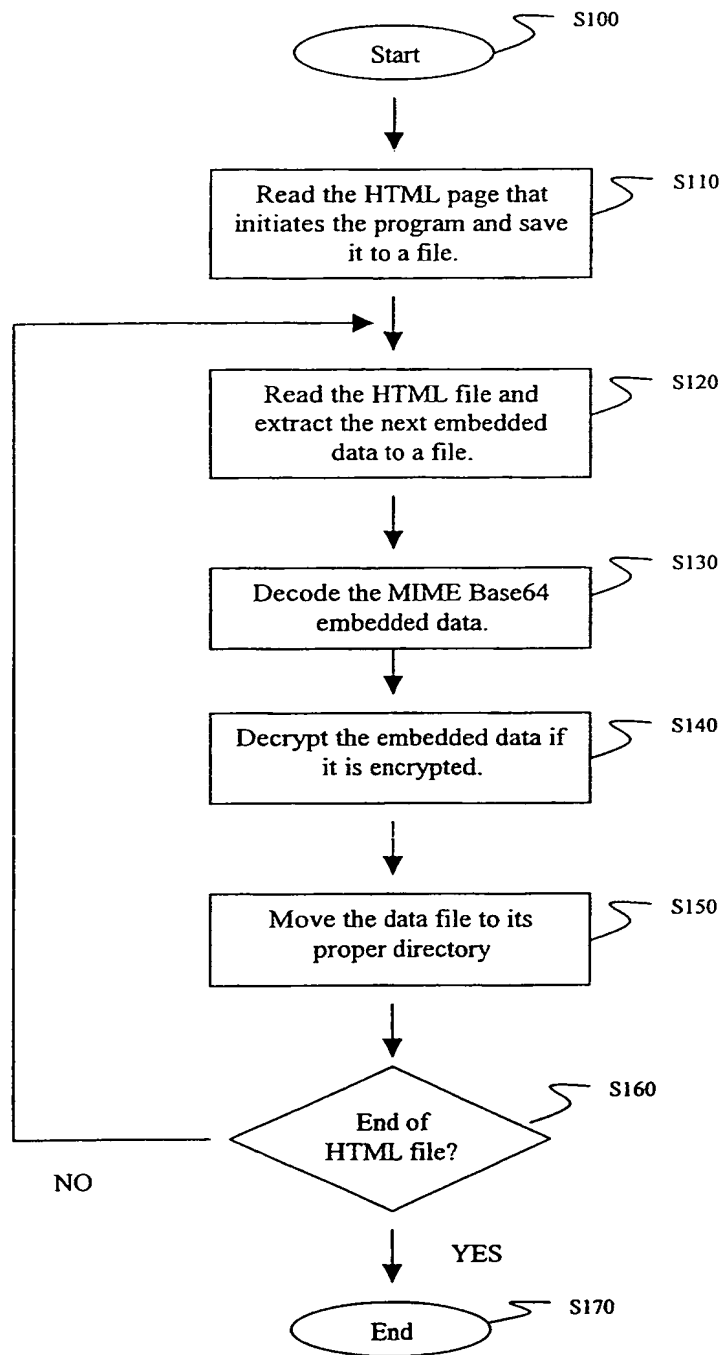 S100
Start
S110
Read the HTML page that
initiates the program and save
it to a file.
S120
Read the HTML file and
extract the next embedded
data to a file.
S130
Decode the MIME Base64
embedded data.
S140
Decrypt the embedded data if
it is encrypted.
S150
Move the data file to its
proper directory
S160
End of
HTML file?
NO
YES
S170
End